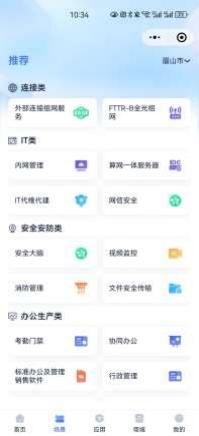 10:34
推荐
眉山市
连接类
外部连接组网服务
FTTR-B全光组网
IT类
内网管理
算网一体服务器
IT代维代建
网信安全
安全安防类
安全大脑
视频监控
消防管理
文件安全传输
办公生产类
考勤门禁
协同办公
标准办公及管理
销售软件
行政管理
首页
场景
应用
商城
我的